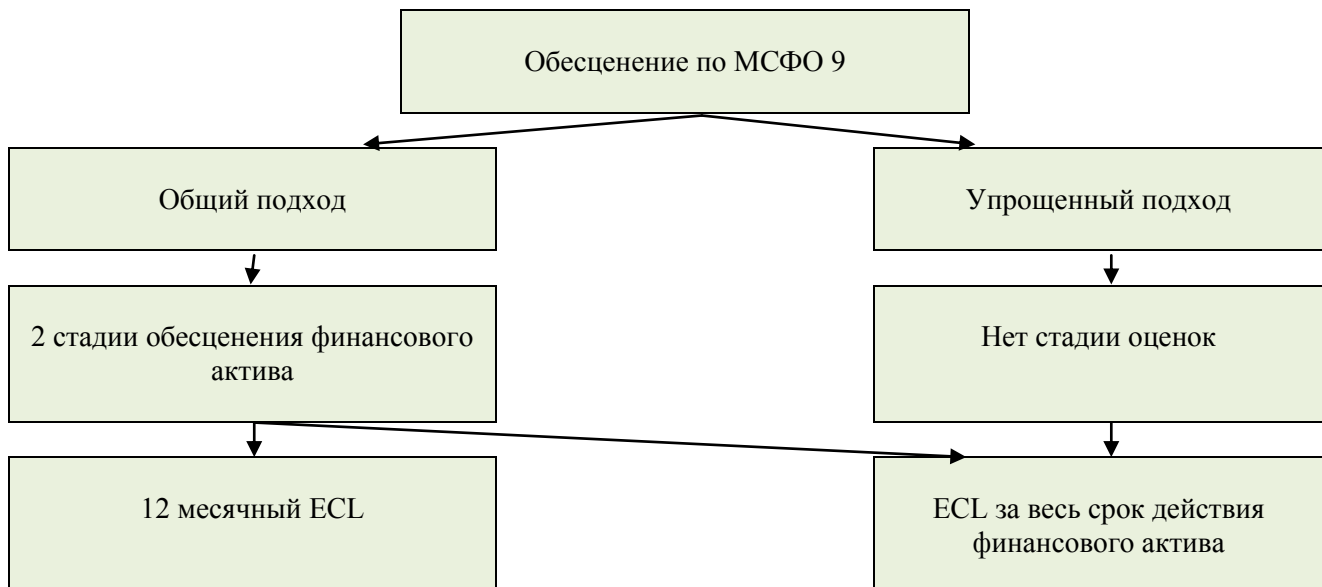 Обесценение по МСФО 9
Общий подход
Упрощенный подход
2 стадии обесценения финансового
актива
Нет стадии оценок
12 месячный ECL
ECL за весь срок действия
финансового актива